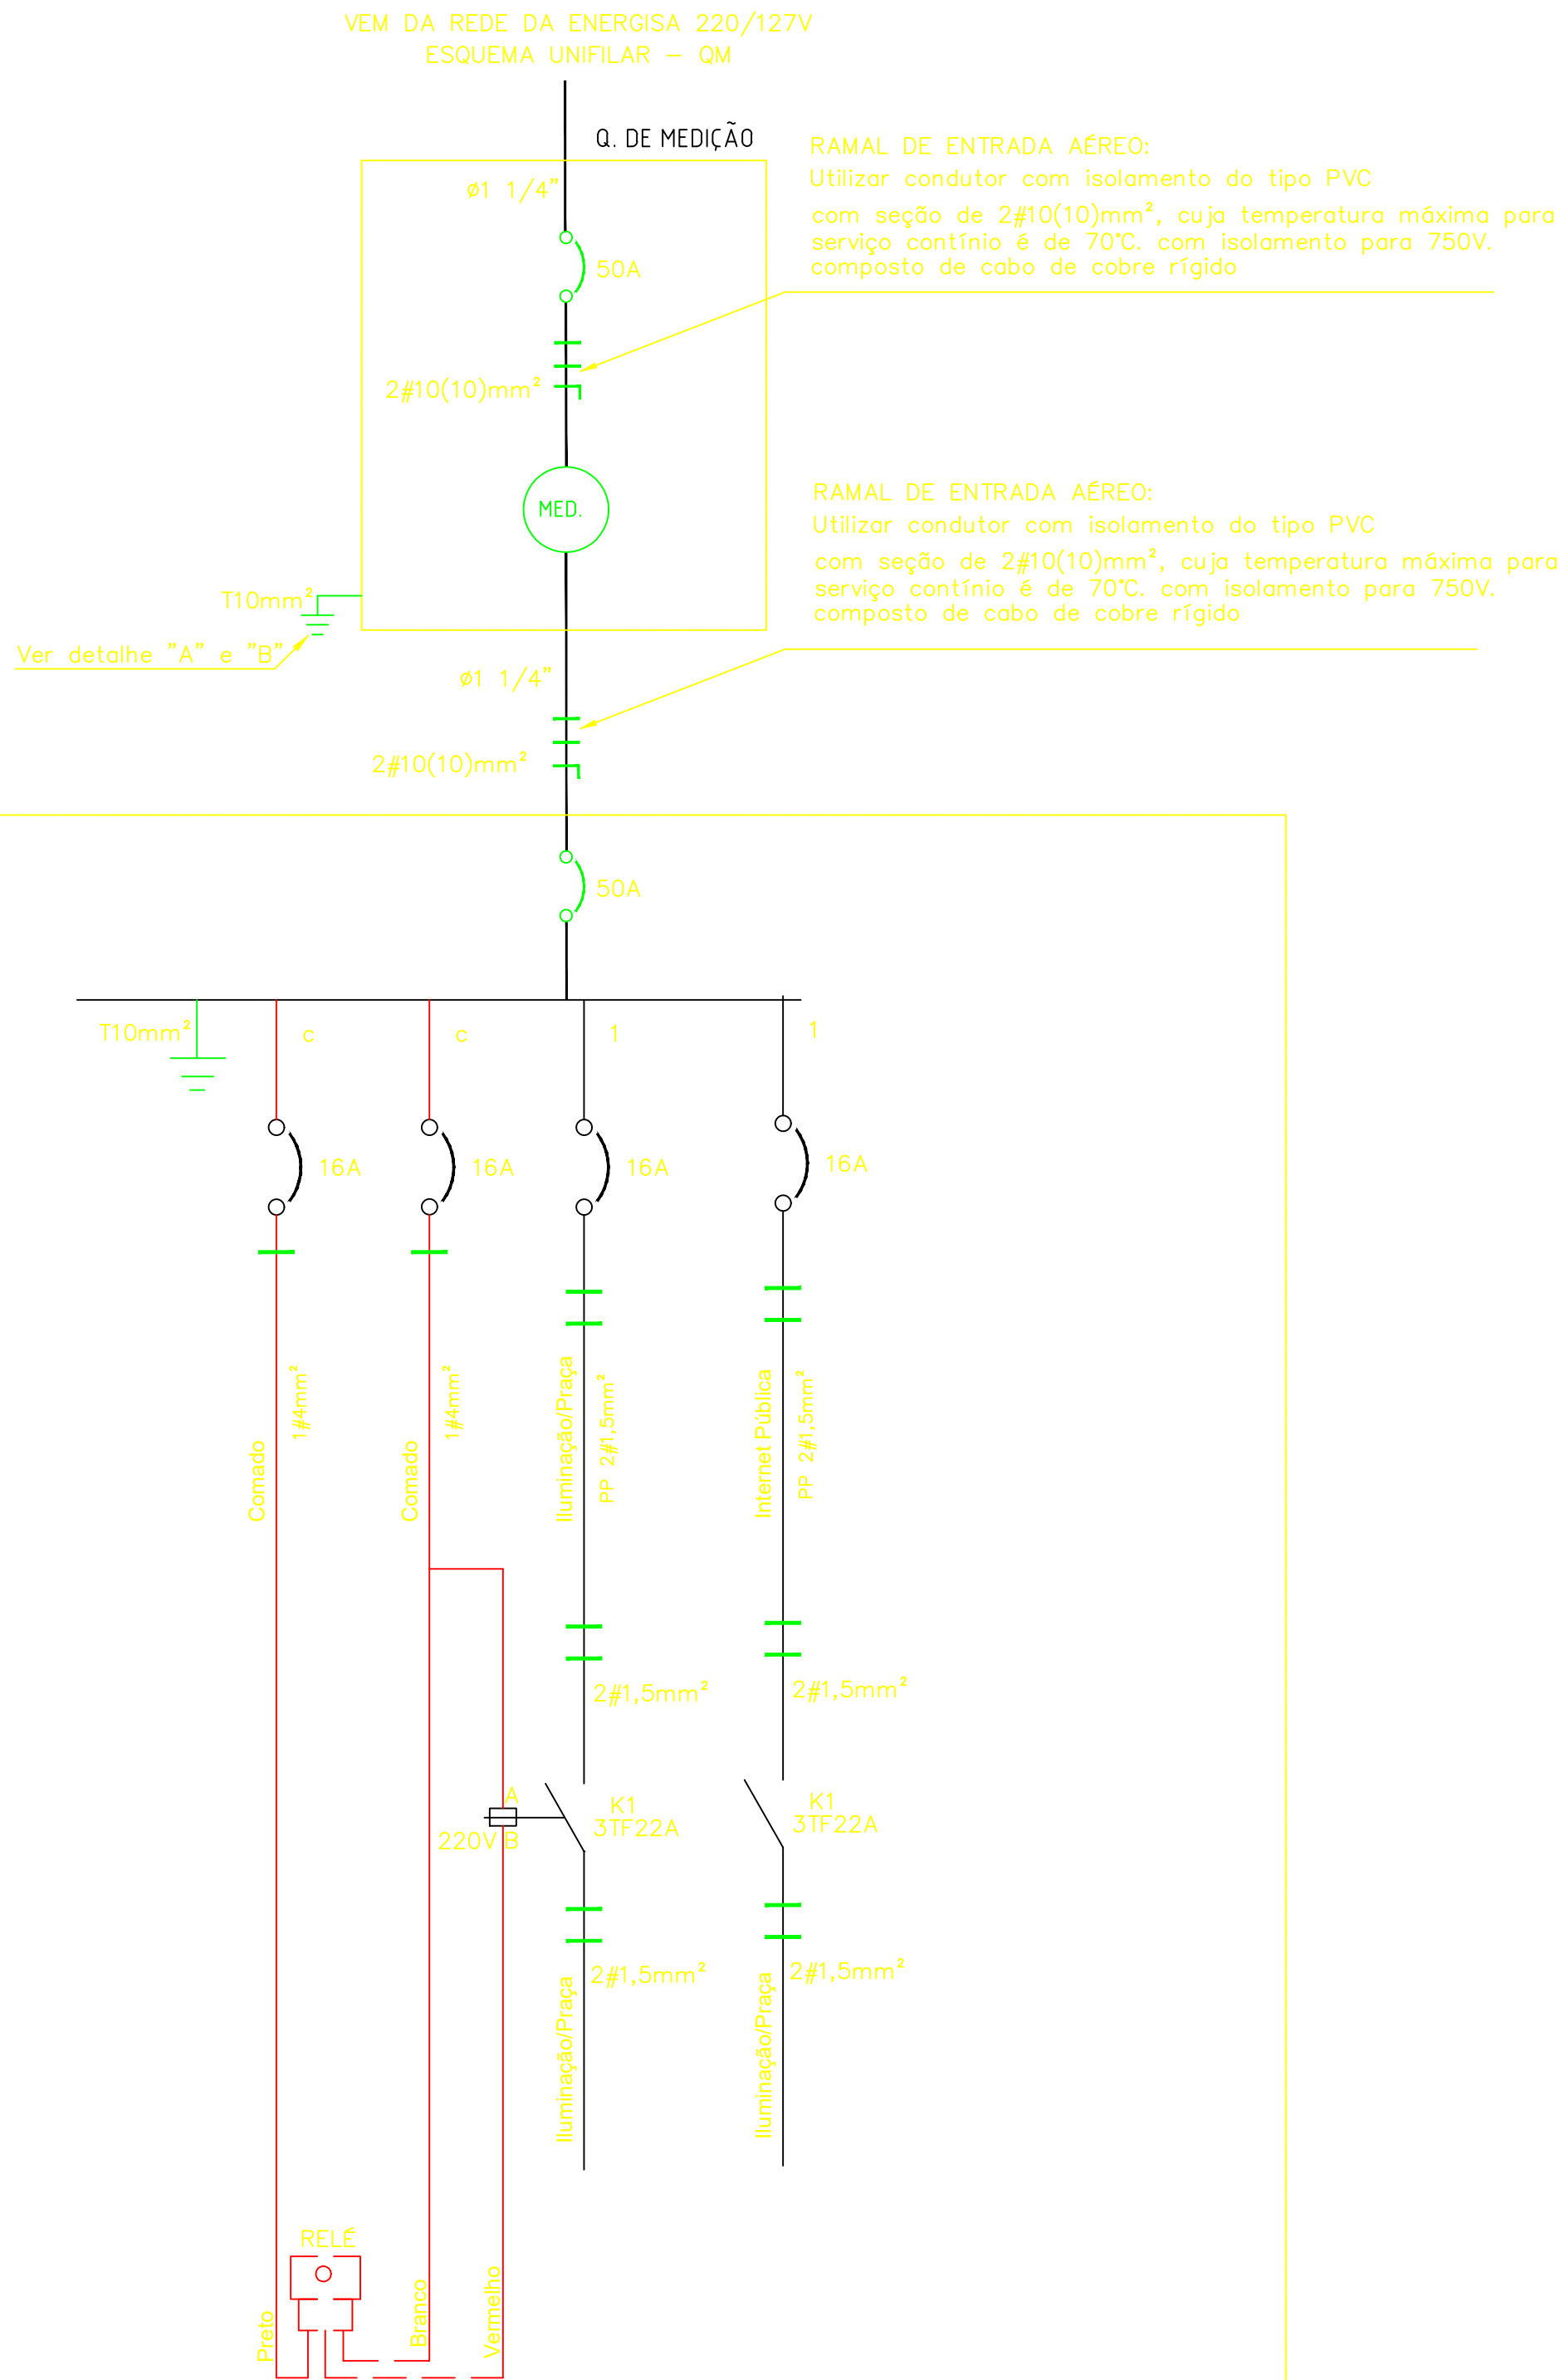 VEM DA REDE DA ENERGISA 220/127V
ESQUEMA UNIFILAR - QM
Q. DE MEDIÇÃO
ø1 1/4"
50A
RAMAL DE ENTRADA AÉREO:
Utilizar condutor com isolamento do tipo PVC
com seção de 2#10(10)mm², cuja temperatura máxima para
serviço contínio é de 70°C. com isolamento para 750V.
composto de cabo de cobre rígido
2#10(10)mm²
MED.
RAMAL DE ENTRADA AÉREO:
Utilizar condutor com isolamento do tipo PVC
com seção de 2#10(10)mm², cuja temperatura máxima para
serviço contínio é de 70°C. com isolamento para 750V.
composto de cabo de cobre rígido
T10mm²
Ver detalhe "A" e "B"
ø1 1/4"
2#10(10)mm²
50A
T10mm²
c
c
1
1
16A
16A
16A
16A
Comado
1#4mm²
Comado
1#4mm²
Iluminação/Praça
PP 2#1,5mm²
Internet Pública
PP 2#1,5mm²
2#1,5mm²
2#1,5mm²
A
220V B
K1
3TF22A
K1
3TF22A
2#1,5mm²
2#1,5mm²
Iluminação/Praça
Iluminação/Praça
RELÉ
Preto
Branco
Vermelho